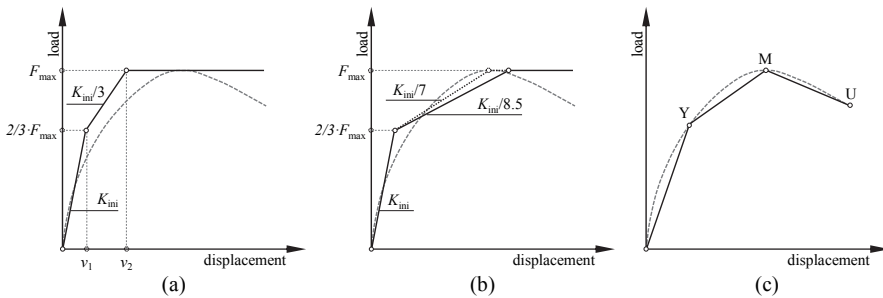 load
F_max
K_ini/3
2/3·F_max
K_ini
v_1
v_2
displacement
(a)
load
F_max
K_ini/7
K_ini/8.5
2/3·F_max
K_ini
displacement
(b)
load
M
U
Y
displacement
(c)